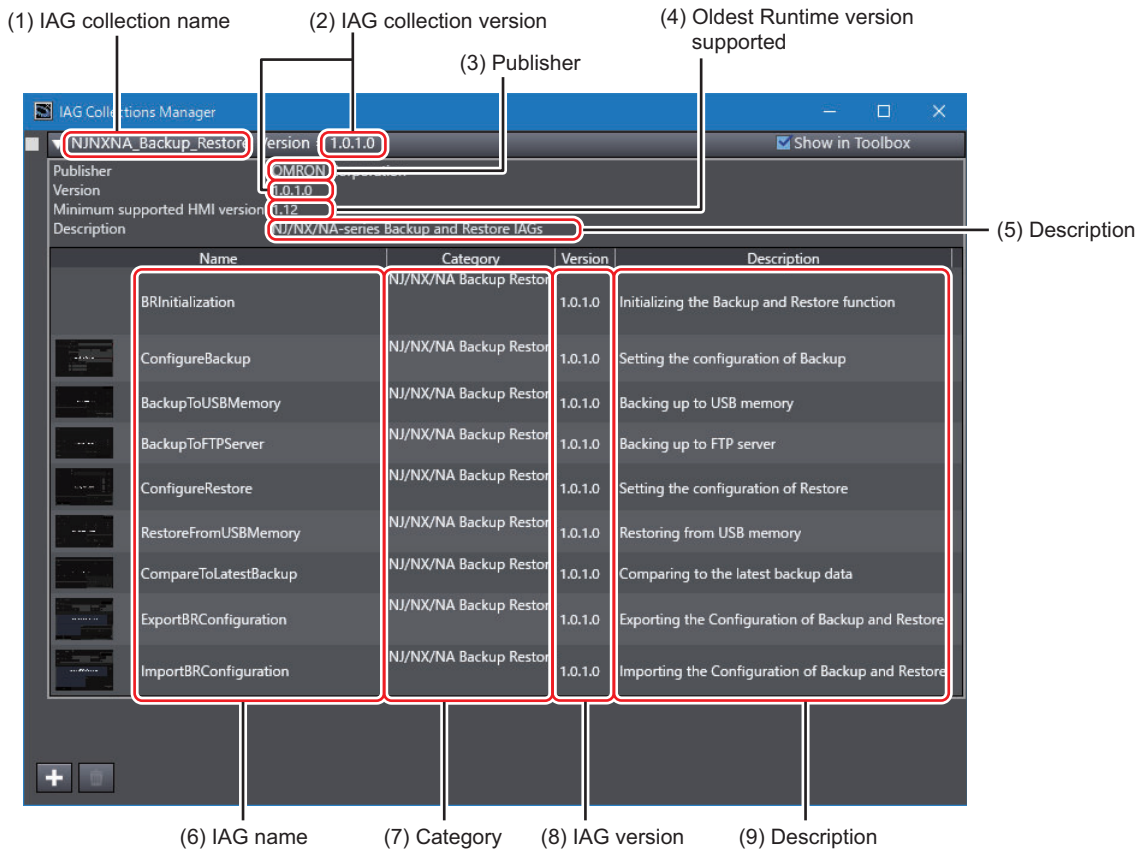 (1) IAG collection name
(2) IAG collection version
(4) Oldest Runtime version
supported
(3) Publisher
IAG Collections Manager
NJNXNA_Backup_Restore Version : 1.0.1.0
Show in Toolbox
Publisher OMRON Corporation
Version 1.0.1.0
Minimum supported HMI version 1.12
Description NJ/NX/NA-series Backup and Restore IAGs
(5) Description
Name Category Version Description
BRInitialization NJ/NX/NA Backup Restor 1.0.1.0 Initializing the Backup and Restore function
ConfigureBackup NJ/NX/NA Backup Restor 1.0.1.0 Setting the configuration of Backup
BackupToUSBMemory NJ/NX/NA Backup Restor 1.0.1.0 Backing up to USB memory
BackupToFTPServer NJ/NX/NA Backup Restor 1.0.1.0 Backing up to FTP server
ConfigureRestore NJ/NX/NA Backup Restor 1.0.1.0 Setting the configuration of Restore
RestoreFromUSBMemory NJ/NX/NA Backup Restor 1.0.1.0 Restoring from USB memory
CompareToLatestBackup NJ/NX/NA Backup Restor 1.0.1.0 Comparing to the latest backup data
ExportBRConfiguration NJ/NX/NA Backup Restor 1.0.1.0 Exporting the Configuration of Backup and Restore
ImportBRConfiguration NJ/NX/NA Backup Restor 1.0.1.0 Importing the Configuration of Backup and Restore
(6) IAG name
(7) Category
(8) IAG version
(9) Description